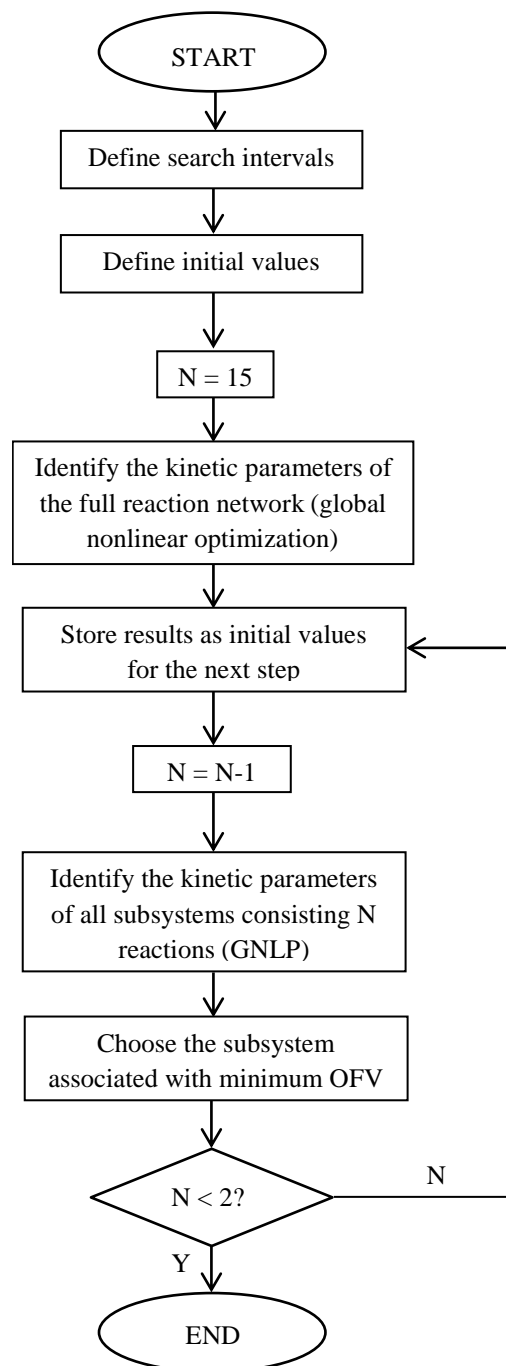 START
Define search intervals
Define initial values
N = 15
Identify the kinetic parameters of
the full reaction network (global
nonlinear optimization)
Store results as initial values
for the next step
N = N-1
Identify the kinetic parameters
of all subsystems consisting N
reactions (GNLP)
Choose the subsystem
associated with minimum OFV
N < 2?
N
Y
END